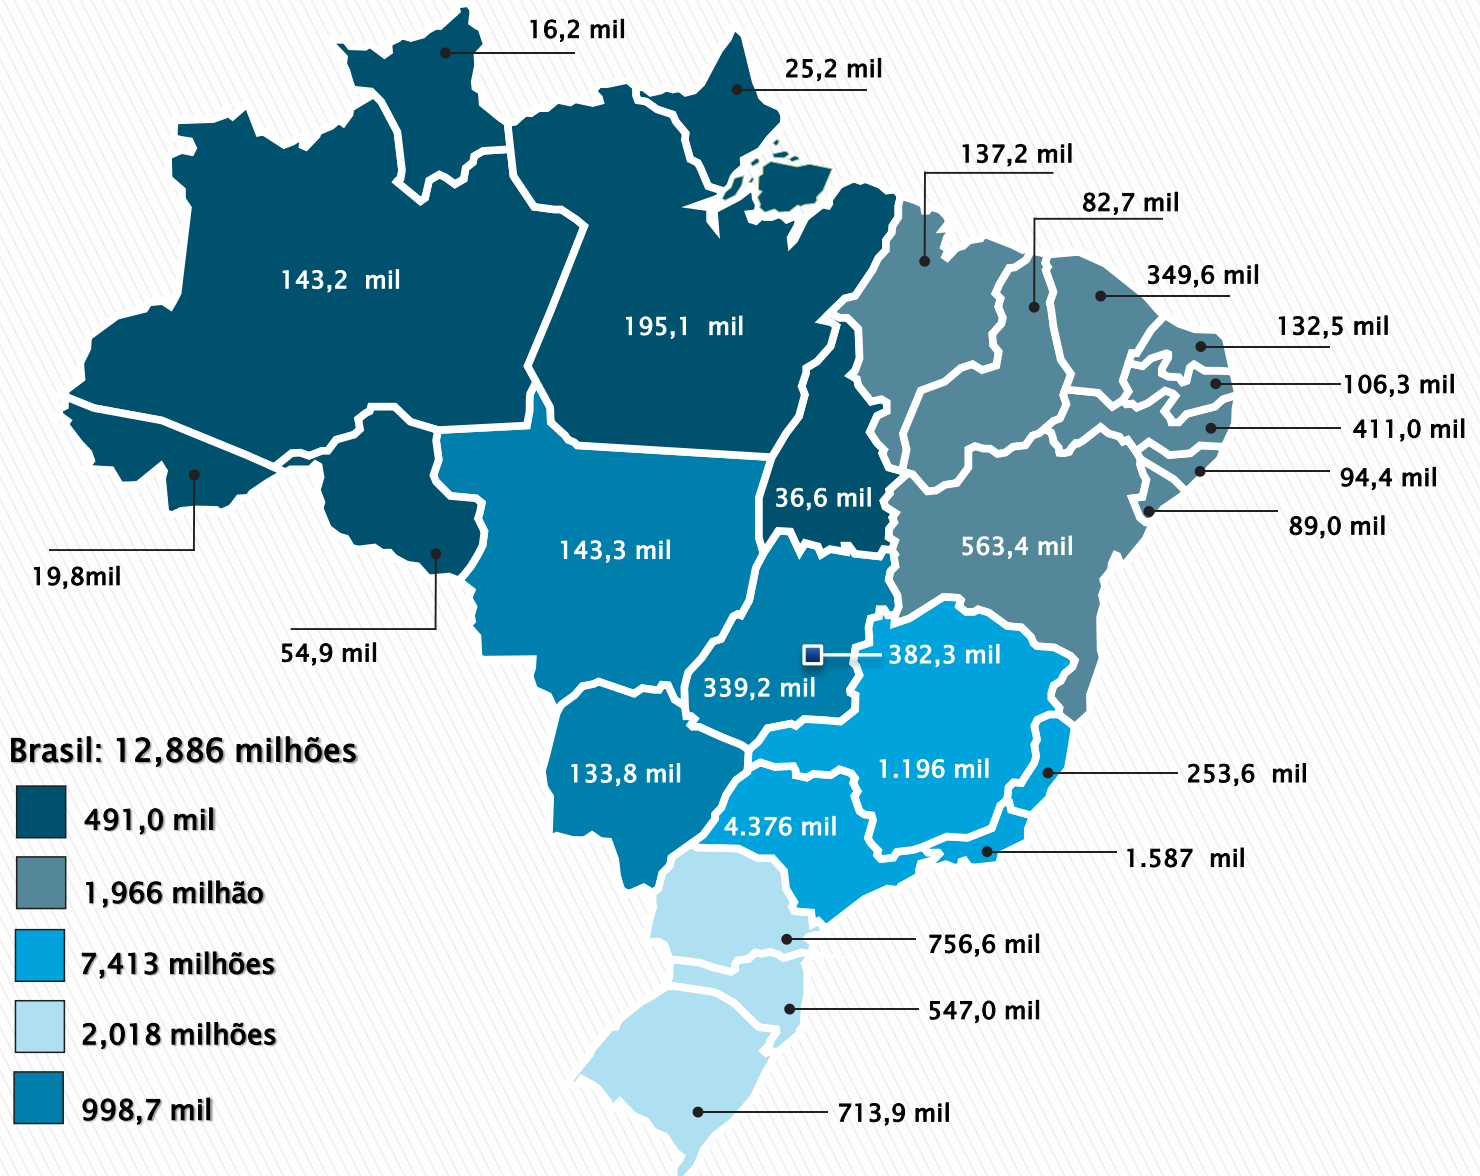 16,2 mil
25,2 mil
137,2 mil
82,7 mil
349,6 mil
143,2  mil
195,1  mil
132,5 mil
106,3 mil
411,0 mil
94,4 mil
36,6 mil
89,0 mil
563,4 mil
143,3 mil
19,8mil
54,9 mil
382,3 mil
339,2 mil
Brasil: 12,886 milhões
491,0 mil
1,966 milhão
7,413 milhões
2,018 milhões
998,7 mil
133,8 mil
1.196 mil
253,6  mil
4.376 mil
1.587  mil
756,6 mil
547,0 mil
713,9 mil